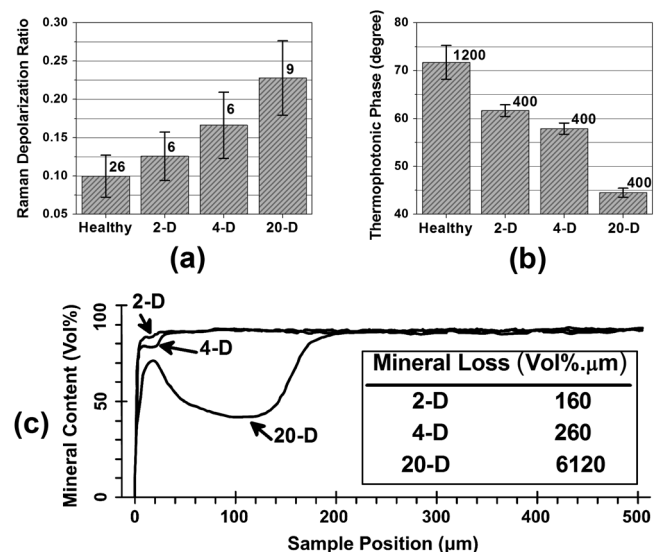 Raman Depolarization Ratio
0.30
0.25
0.20
0.15
0.10
0.05
26
6
6
9
Healthy 2-D 4-D 20-D
(a)
Thermophotonic Phase (degree)
80
70
60
50
40
1200
400
400
400
Healthy 2-D 4-D 20-D
(b)
(c)
Mineral Content (Vol%)
100
50
0
2-D
4-D
20-D
Mineral Loss (Vol%.µm)
2-D 160
4-D 260
20-D 6120
0 100 200 300 400 500
Sample Position (µm)